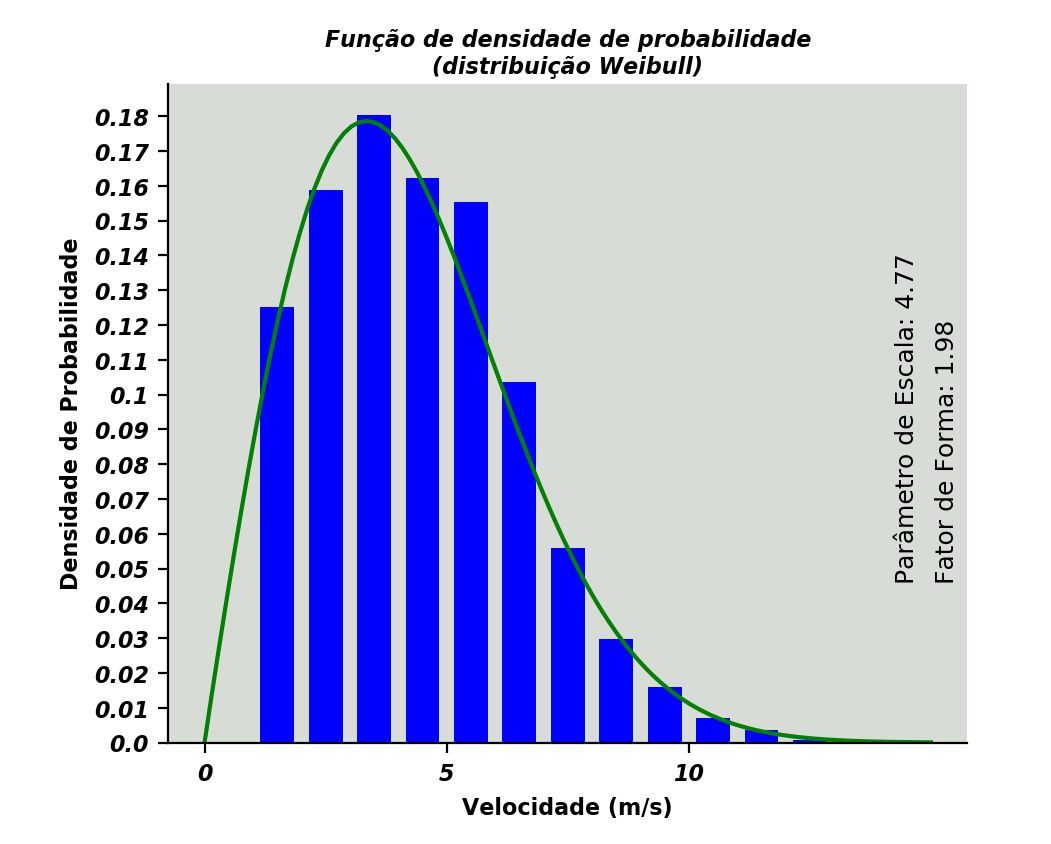 Função de densidade de probabilidade
(distribuição Weibull)
0.18
0.17
0.16
0.15
0.14
0.13
0.12
0.11
0.1
0.09
0.08
0.07
0.06
0.05
0.04
0.03
0.02
0.01
0.0
Densidade de Probabilidade
Parâmetro de Escala: 4.77
Fator de Forma: 1.98
0 5 10
Velocidade (m/s)